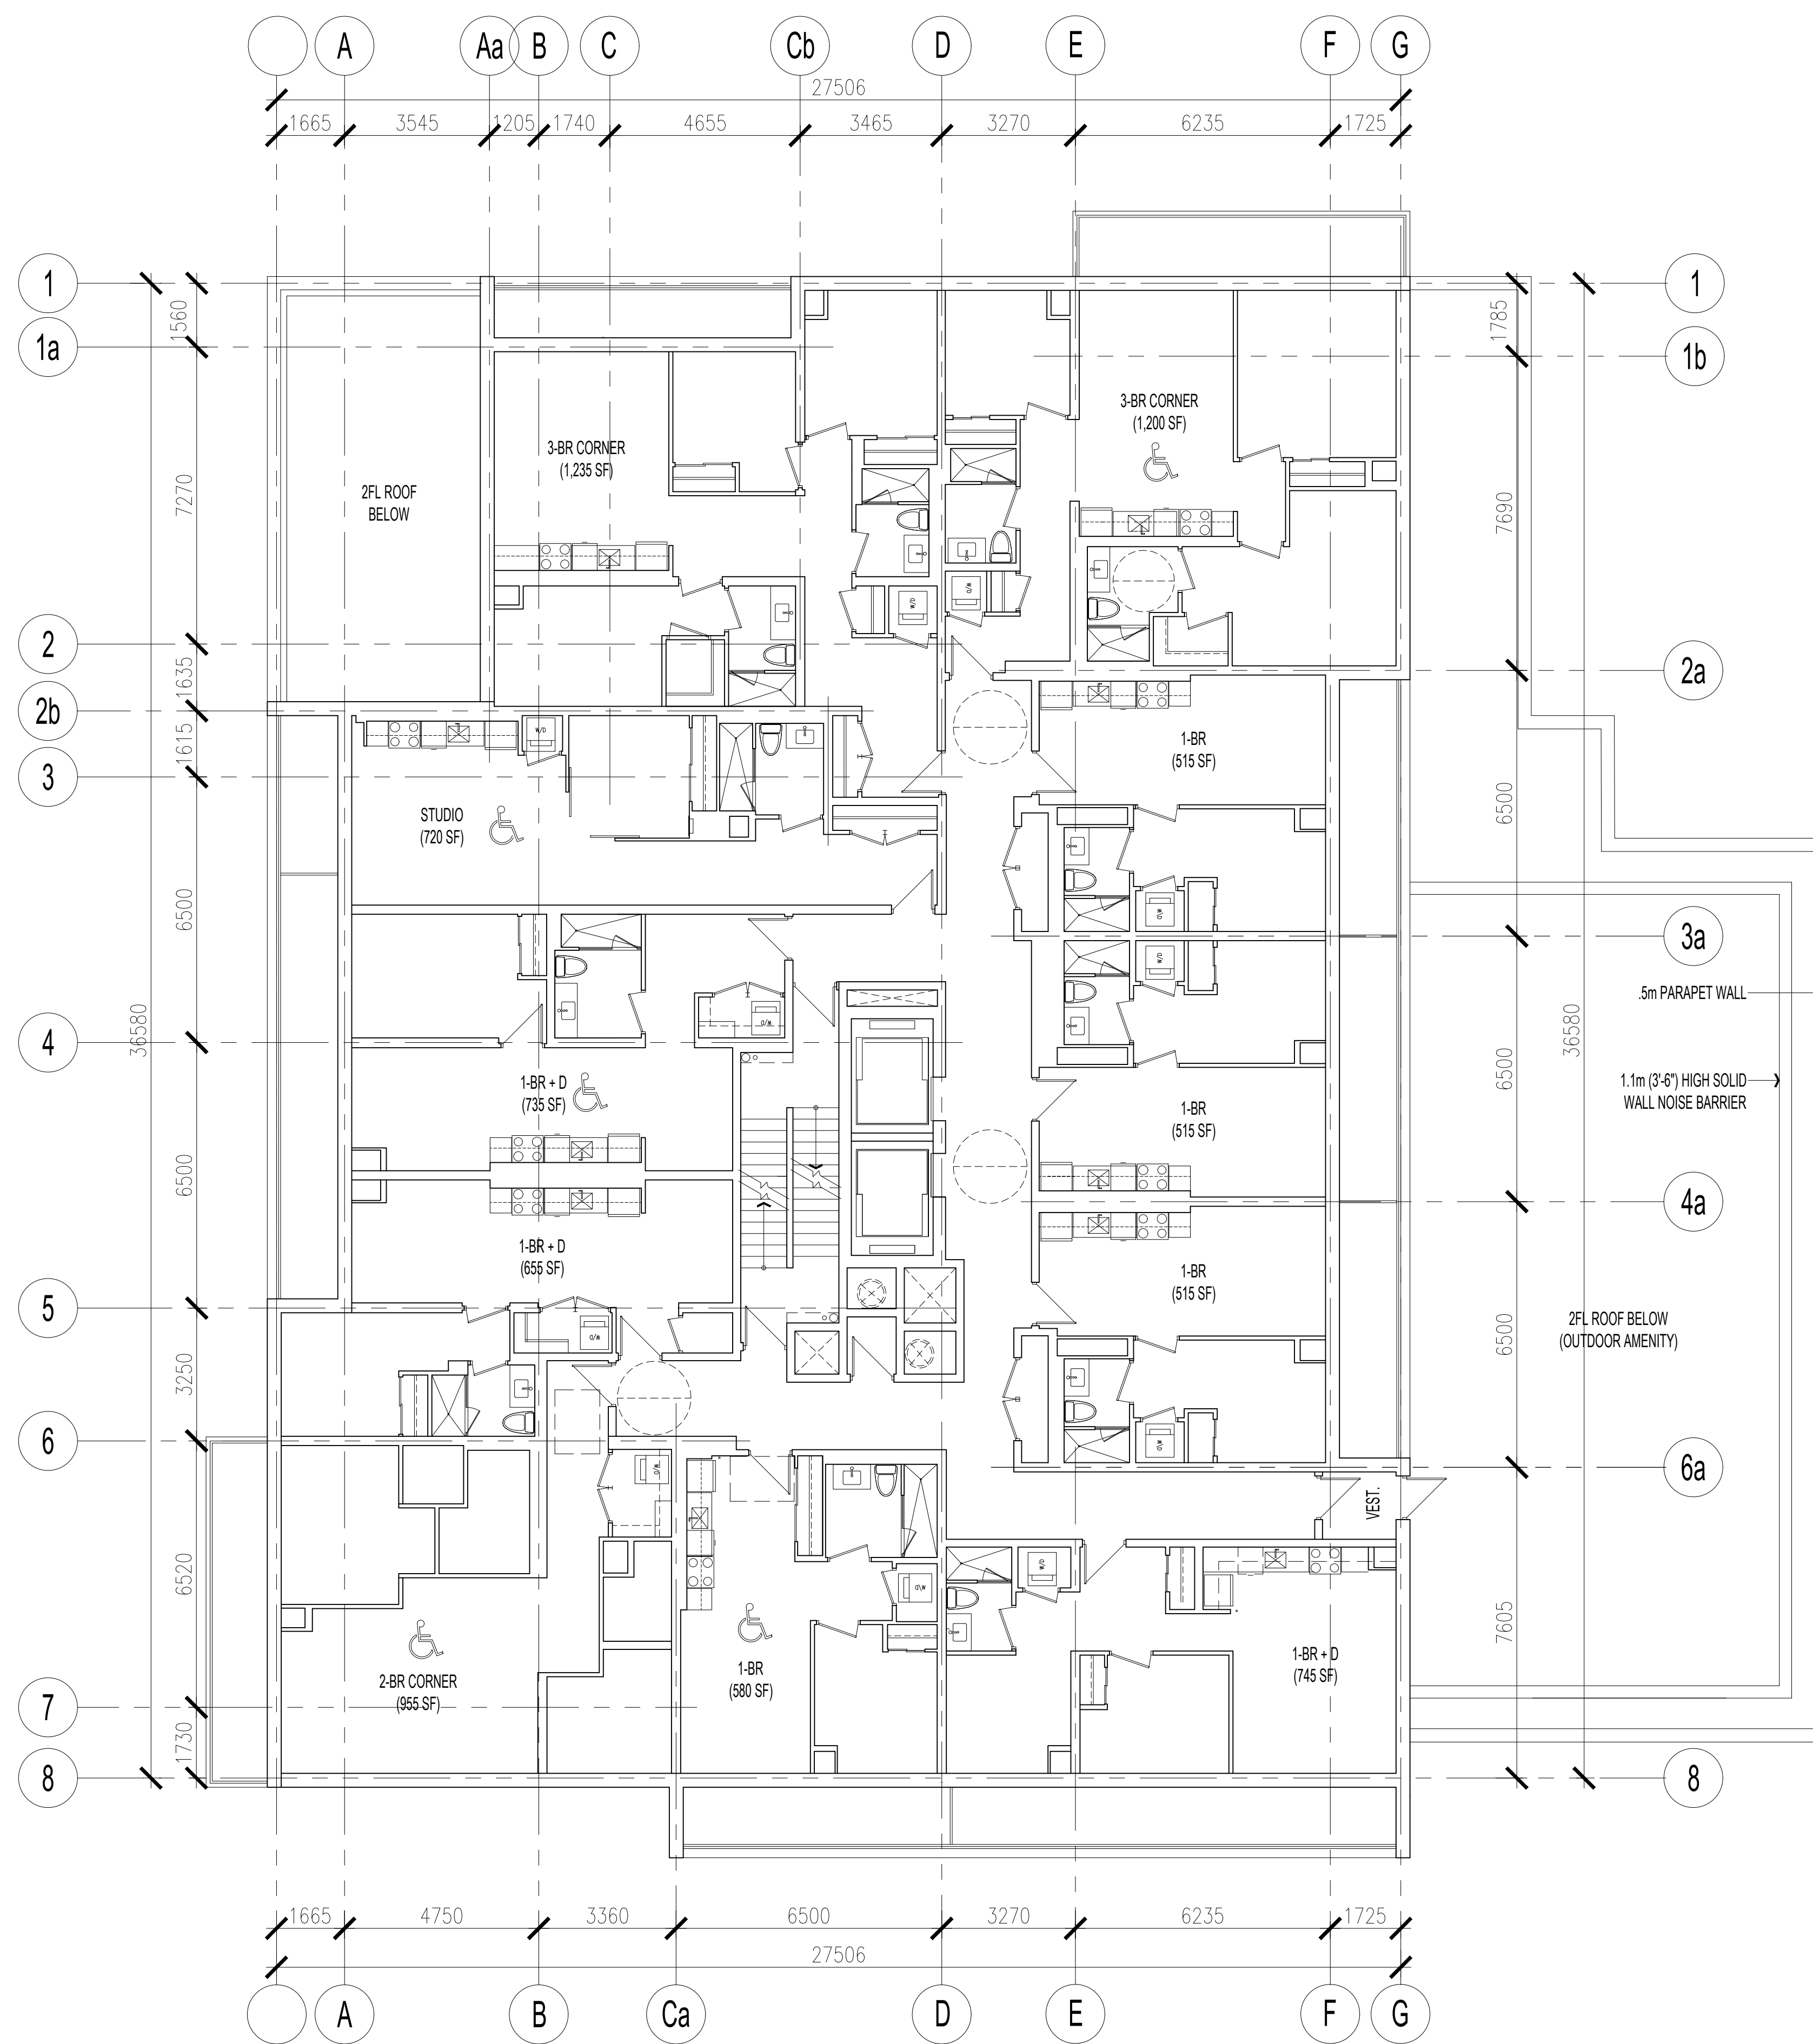 A
Aa
B
C
Cb
D
E
F
G
27506
1665
3545
1205
1740
4655
3465
3270
6235
1725
1
1560
1a
7270
2
1635
2b
1615
3
6500
4
36580
6500
5
3250
6
6520
7
1730
8
1
1785
1b
7690
2a
6500
3a
.5m PARAPET WALL
6500
36580
1.1m (3'-6") HIGH SOLID
WALL NOISE BARRIER
4a
6500
2FL ROOF BELOW
(OUTDOOR AMENITY)
6a
7605
8
2FL ROOF
BELOW
3-BR CORNER
(1,235 SF)
3-BR CORNER
(1,200 SF)
W/D
W/D
1-BR
(515 SF)
W/D
STUDIO
(720 SF)
W/D
W/D
W/D
1-BR + D
(735 SF)
1-BR
(515 SF)
1-BR + D
(655 SF)
1-BR
(515 SF)
W/D
W/D
W/D
VEST.
W/D
W/D
2-BR CORNER
(955 SF)
1-BR
(580 SF)
1-BR + D
(745 SF)
1665
4750
3360
6500
3270
6235
1725
27506
A
B
Ca
D
E
F
G